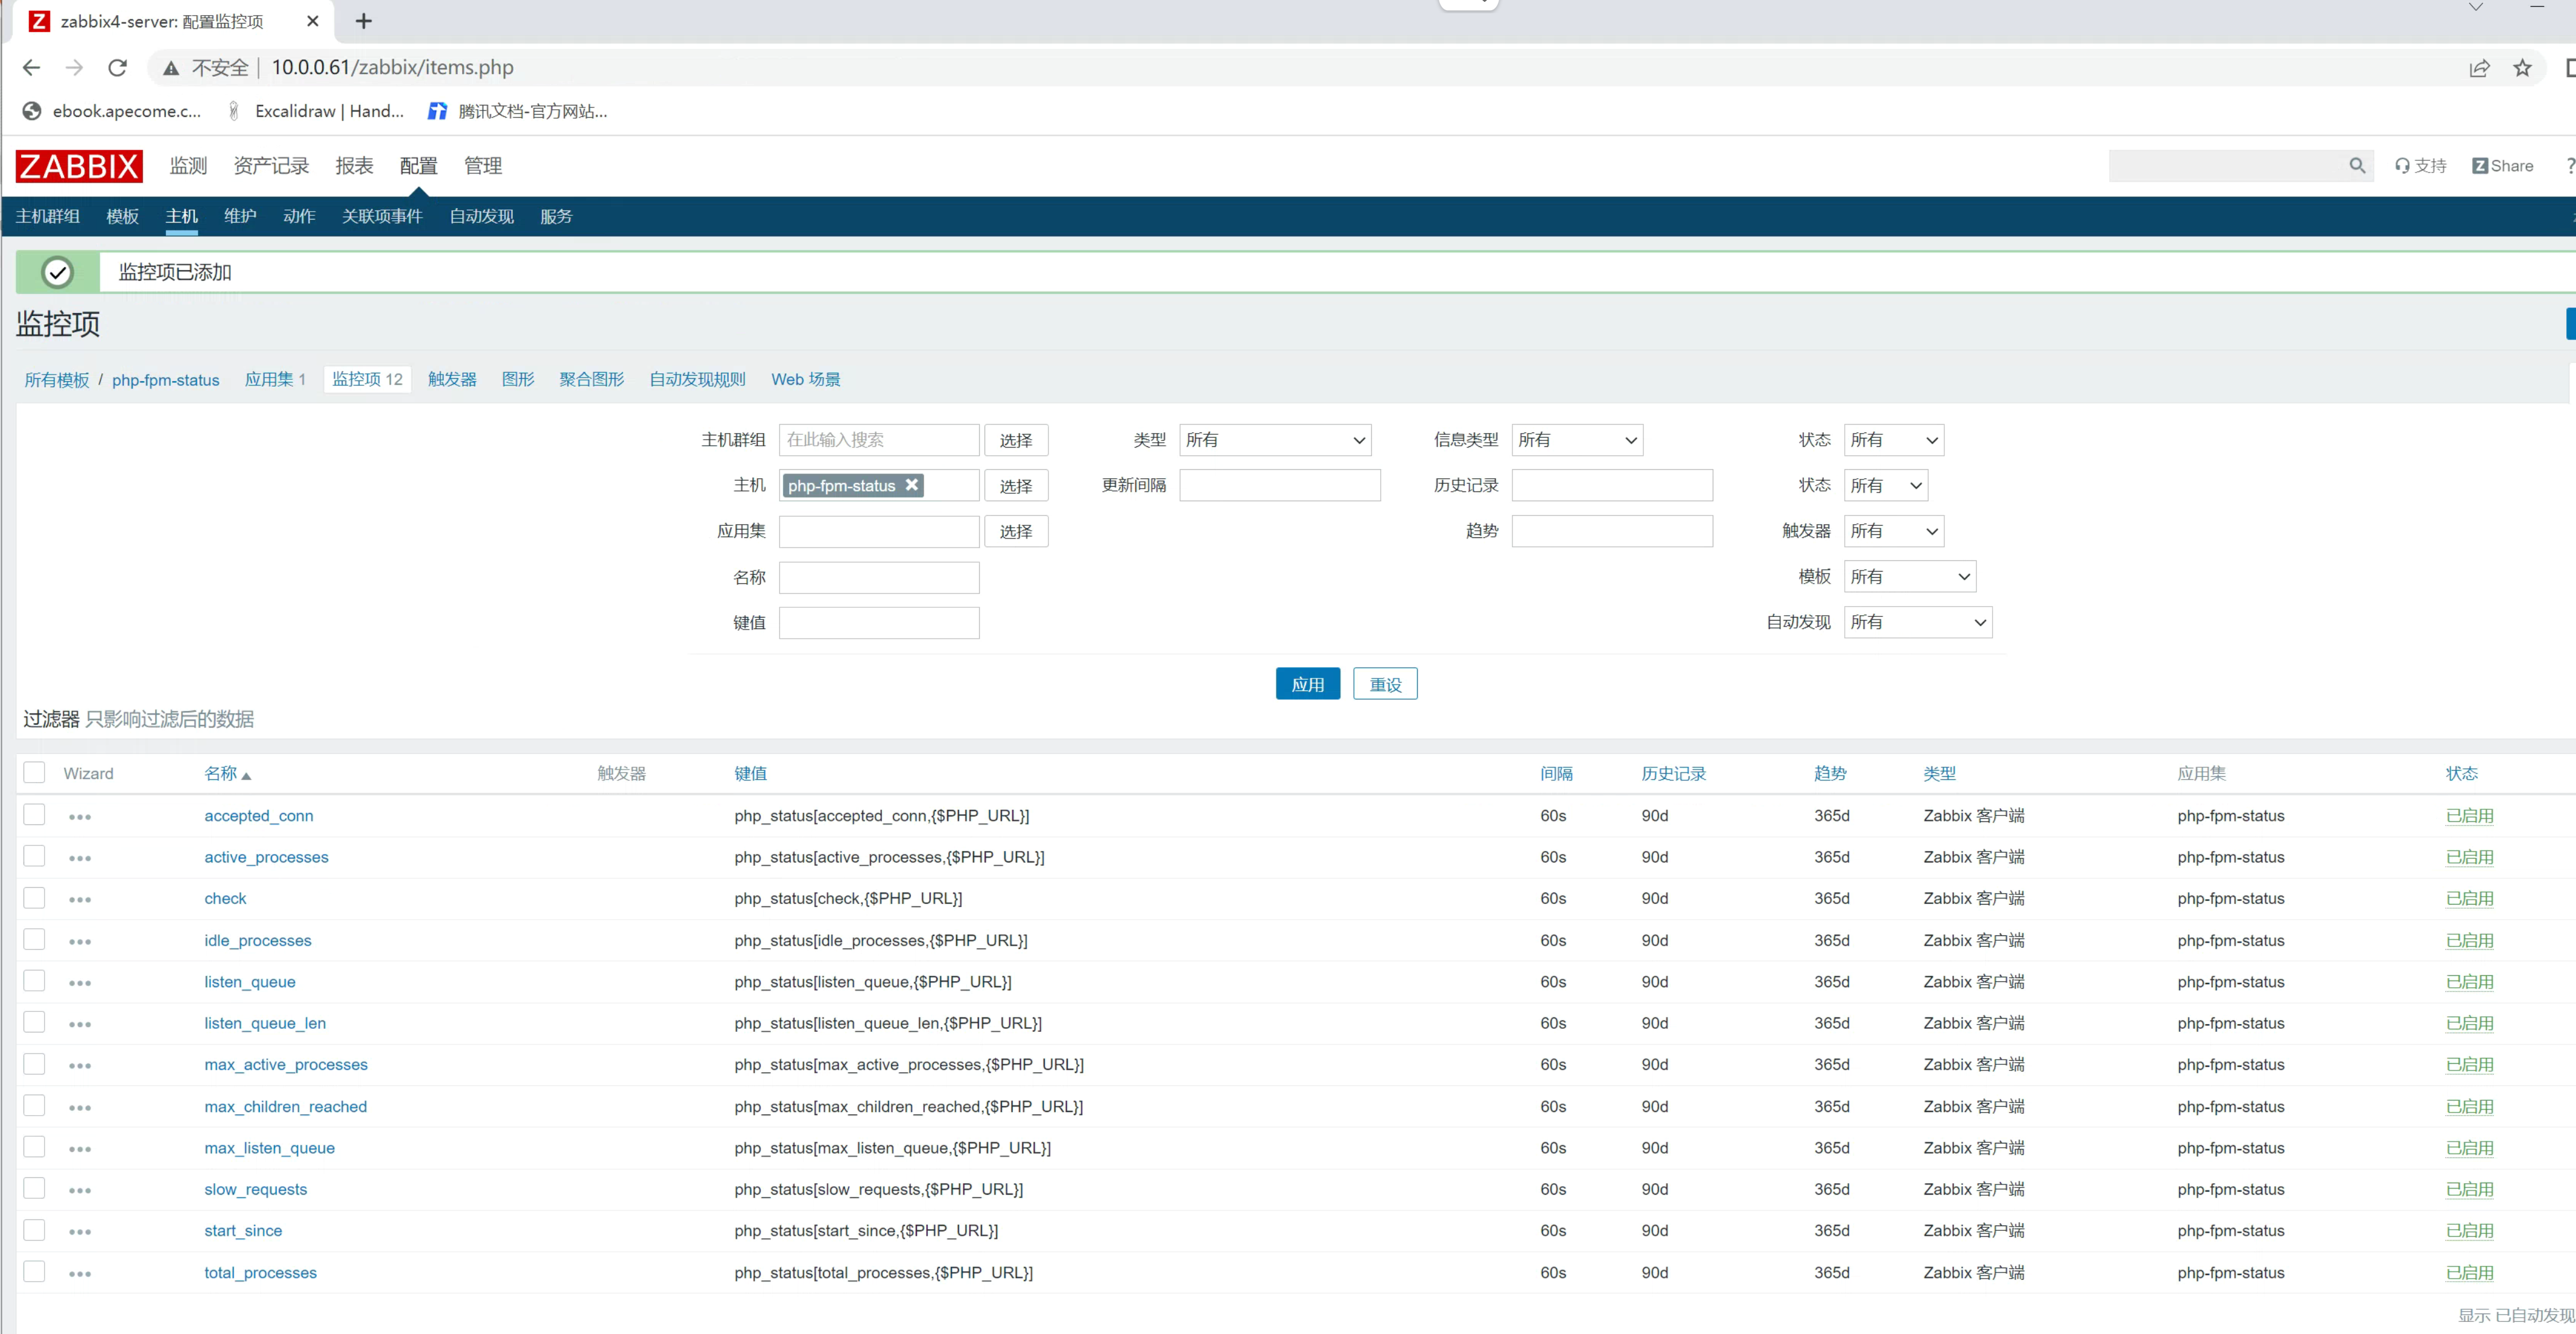 Z zabbix4-server: 配置监控项
不安全 | 10.0.0.61/zabbix/items.php
ebook.apecome.c... Excalidraw | Hand... 腾讯文档-官方网站...
ZABBIX 监测 资产记录 报表 配置 管理 支持 Z Share ?
主机群组 模板 主机 维护 动作 关联项事件 自动发现 服务
监控项已添加
监控项
所有模板 / php-fpm-status 应用集 1 监控项 12 触发器 图形 聚合图形 自动发现规则 Web 场景
主机群组 在此输入搜索 选择 类型 所有 信息类型 所有 状态 所有
主机 php-fpm-status 选择 更新间隔 历史记录 状态 所有
应用集 选择 趋势 触发器 所有
名称 模板 所有
键值 自动发现 所有
应用 重设
过滤器 只影响过滤后的数据
Wizard 名称 触发器 键值 间隔 历史记录 趋势 类型 应用集 状态
accepted_conn php_status[accepted_conn,{$PHP_URL}] 60s 90d 365d Zabbix 客户端 php-fpm-status 已启用
active_processes php_status[active_processes,{$PHP_URL}] 60s 90d 365d Zabbix 客户端 php-fpm-status 已启用
check php_status[check,{$PHP_URL}] 60s 90d 365d Zabbix 客户端 php-fpm-status 已启用
idle_processes php_status[idle_processes,{$PHP_URL}] 60s 90d 365d Zabbix 客户端 php-fpm-status 已启用
listen_queue php_status[listen_queue,{$PHP_URL}] 60s 90d 365d Zabbix 客户端 php-fpm-status 已启用
listen_queue_len php_status[listen_queue_len,{$PHP_URL}] 60s 90d 365d Zabbix 客户端 php-fpm-status 已启用
max_active_processes php_status[max_active_processes,{$PHP_URL}] 60s 90d 365d Zabbix 客户端 php-fpm-status 已启用
max_children_reached php_status[max_children_reached,{$PHP_URL}] 60s 90d 365d Zabbix 客户端 php-fpm-status 已启用
max_listen_queue php_status[max_listen_queue,{$PHP_URL}] 60s 90d 365d Zabbix 客户端 php-fpm-status 已启用
slow_requests php_status[slow_requests,{$PHP_URL}] 60s 90d 365d Zabbix 客户端 php-fpm-status 已启用
start_since php_status[start_since,{$PHP_URL}] 60s 90d 365d Zabbix 客户端 php-fpm-status 已启用
total_processes php_status[total_processes,{$PHP_URL}] 60s 90d 365d Zabbix 客户端 php-fpm-status 已启用
显示 已自动发现